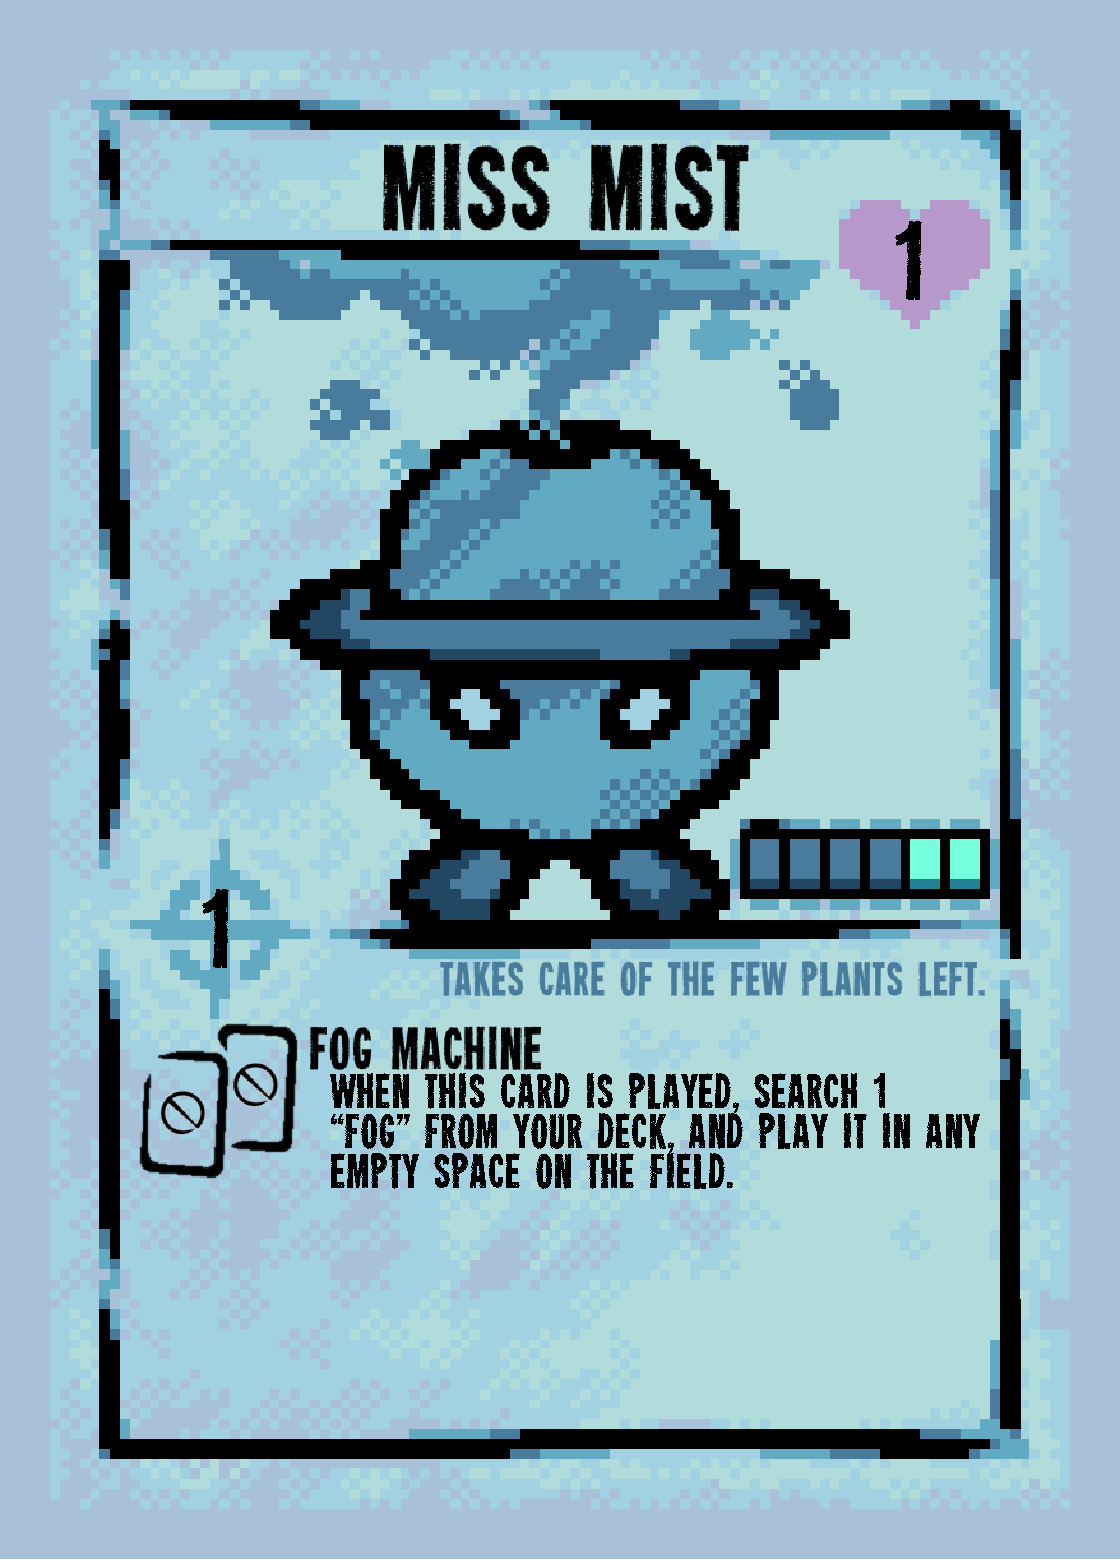 MISS MIST
1
1
TAKES CARE OF THE FEW PLANTS LEFT.
FOG MACHINE
WHEN THIS CARD IS PLAYED, SEARCH 1
“FOG” FROM YOUR DECK, AND PLAY IT IN ANY
EMPTY SPACE ON THE FIELD.